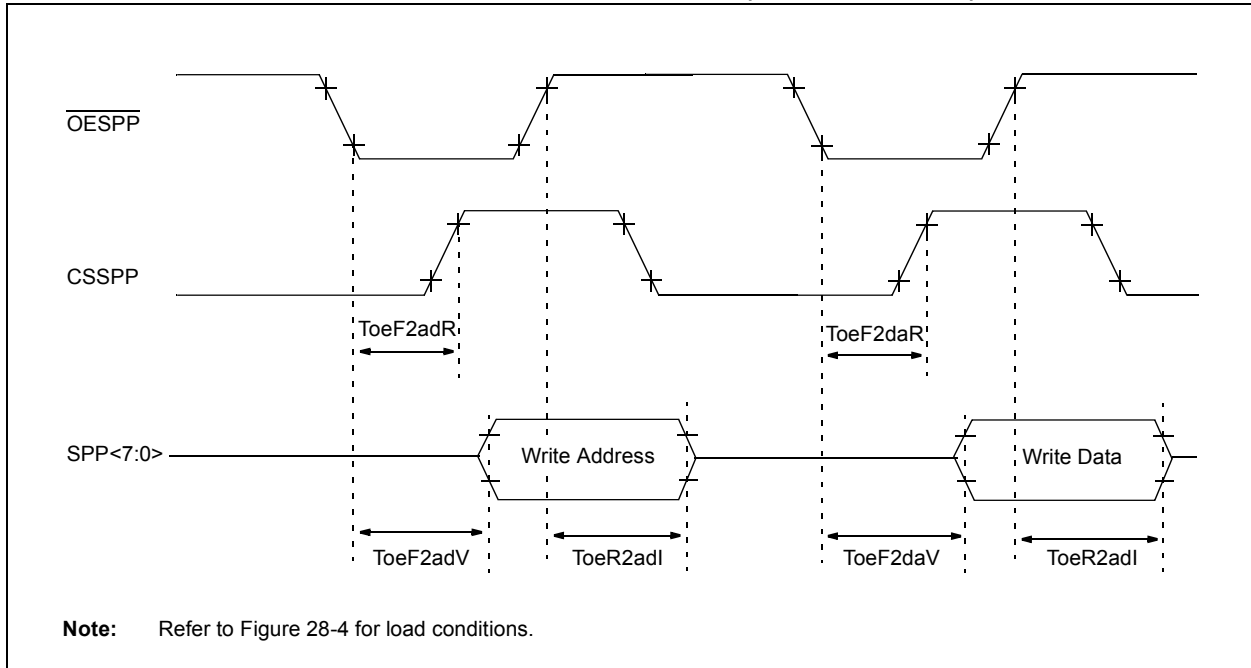 OESPP
CSSPP
ToeF2adR
ToeF2daR
SPP<7:0>
Write Address
Write Data
ToeF2adV
ToeR2adI
ToeF2daV
ToeR2adI
Note: Refer to Figure 28-4 for load conditions.